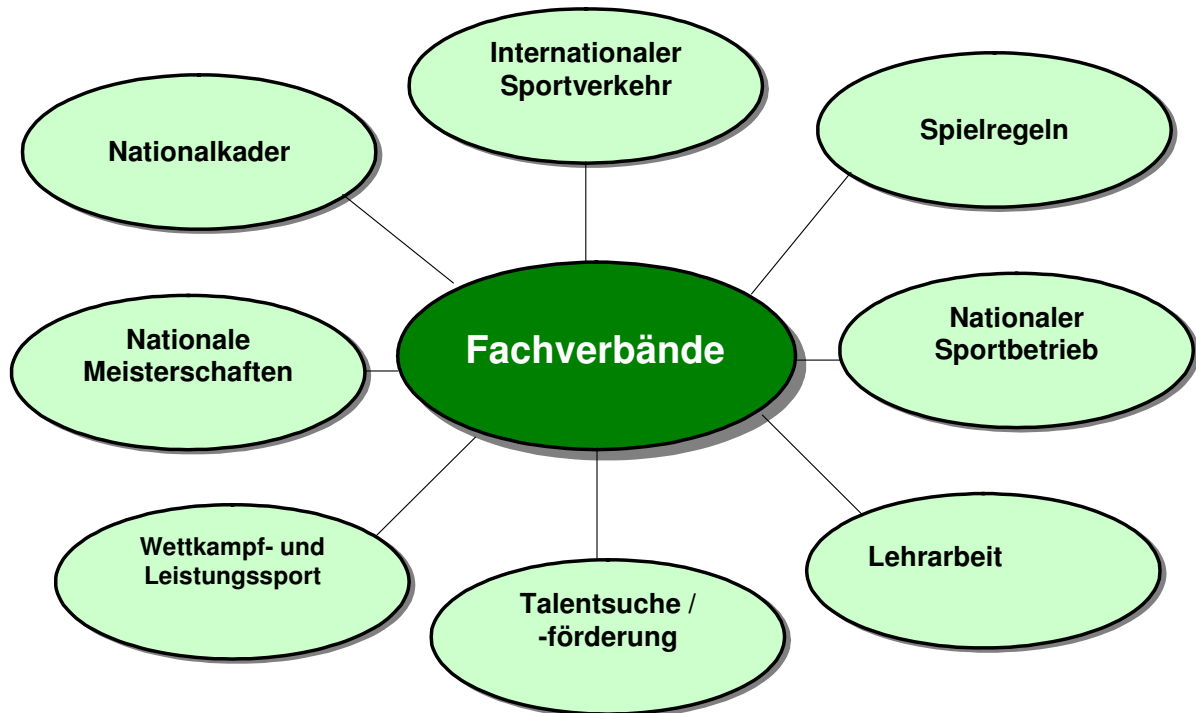 Internationaler
Sportverkehr
Nationalkader
Spielregeln
Fachverbände
Nationale
Meisterschaften
Nationaler
Sportbetrieb
Wettkampf- und
Leistungssport
Talentsuche /
-förderung
Lehrarbeit